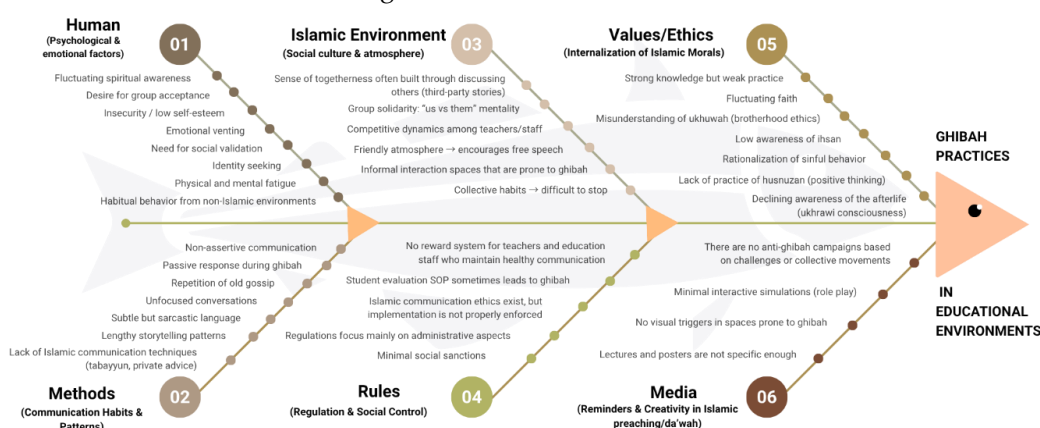 Human
(Psychological &
emotional factors)
01
Fluctuating spiritual awareness
Desire for group acceptance
Insecurity / low self-esteem
Emotional venting
Need for social validation
Identity seeking
Physical and mental fatigue
Habitual behavior from non-Islamic environments
Islamic Environment
(Social culture & atmosphere)
03
Sense of togetherness often built through discussing
others (third-party stories)
Group solidarity: "us vs them" mentality
Competitive dynamics among teachers/staff
Friendly atmosphere → encourages free speech
Informal interaction spaces that are prone to ghibah
Collective habits → difficult to stop
Values/Ethics
(Internalization of Islamic Morals)
05
Strong knowledge but weak practice
Fluctuating faith
Misunderstanding of ukhuwah (brotherhood ethics)
Low awareness of ihsan
Rationalization of sinful behavior
Lack of practice of husnuzan (positive thinking)
Declining awareness of the afterlife
(ukhrawi consciousness)
GHIBAH
PRACTICES
IN
EDUCATIONAL
ENVIRONMENTS
Non-assertive communication
Passive response during ghibah
Repetition of old gossip
Unfocused conversations
Subtle but sarcastic language
Lengthy storytelling patterns
Lack of Islamic communication techniques
(tabayyun, private advice)
Methods
(Communication Habits &
Patterns)
02
No reward system for teachers and education
staff who maintain healthy communication
Student evaluation SOP sometimes leads to ghibah
Islamic communication ethics exist, but
implementation is not properly enforced
Regulations focus mainly on administrative aspects
Minimal social sanctions
Rules
(Regulation & Social Control)
04
There are no anti-ghibah campaigns based
on challenges or collective movements
Minimal interactive simulations (role play)
No visual triggers in spaces prone to ghibah
Lectures and posters are not specific enough
Media
(Reminders & Creativity in Islamic
preaching/da'wah)
06